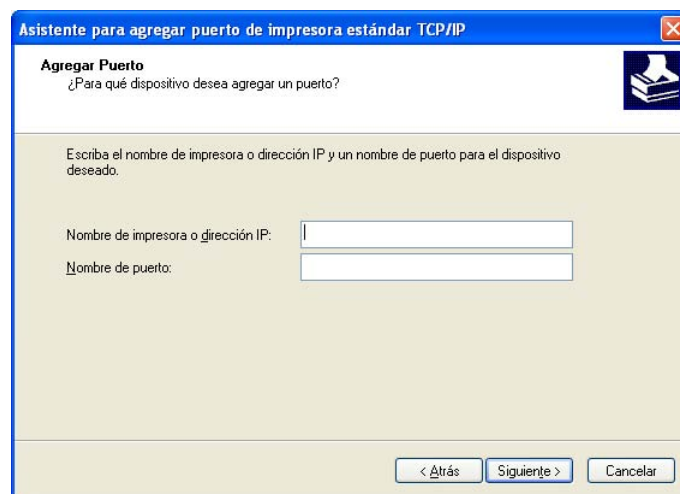 Asistente para agregar puerto de impresora estándar TCP/IP
Agregar Puerto
¿Para qué dispositivo desea agregar un puerto?
Escriba el nombre de impresora o dirección IP y un nombre de puerto para el dispositivo
deseado.
Nombre de impresora o dirección IP:
Nombre de puerto:
< Atrás Siguiente > Cancelar